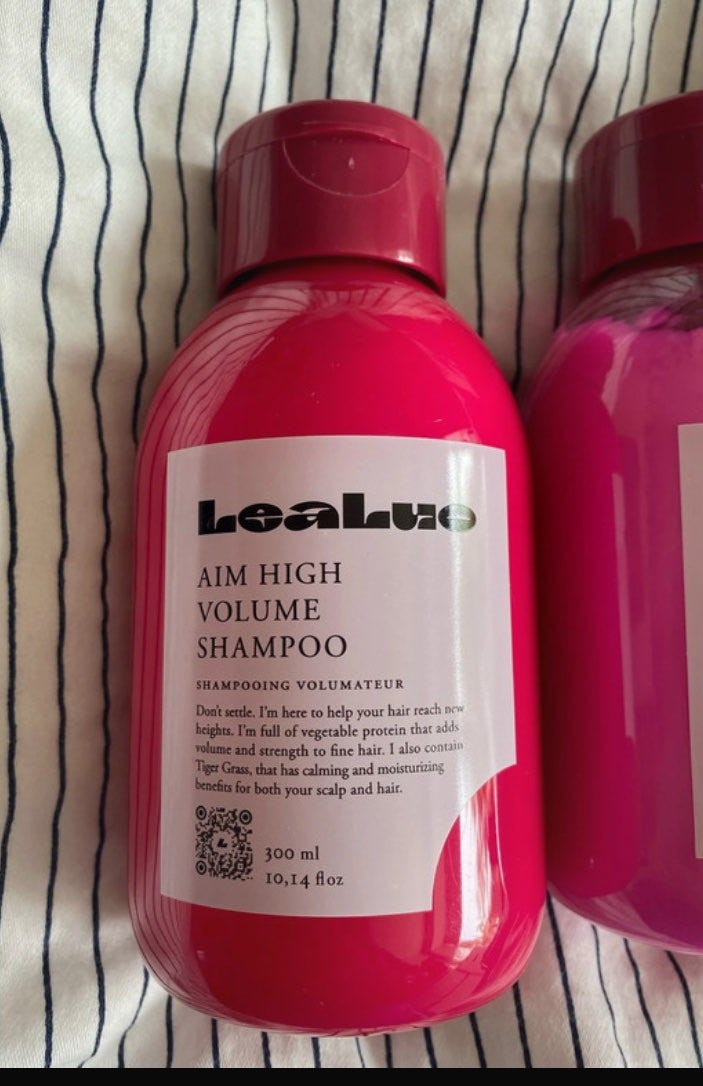 LeaLuo
AIM HIGH
VOLUME
SHAMPOO
SHAMPOOING VOLUMATEUR
Don't settle. I'm here to help your hair reach new
heights. I'm full of vegetable protein that adds
volume and strength to fine hair. I also contain
Tiger Grass, that has calming and moisturizing
benefits for both your scalp and hair.
300 ml
10,14 floz